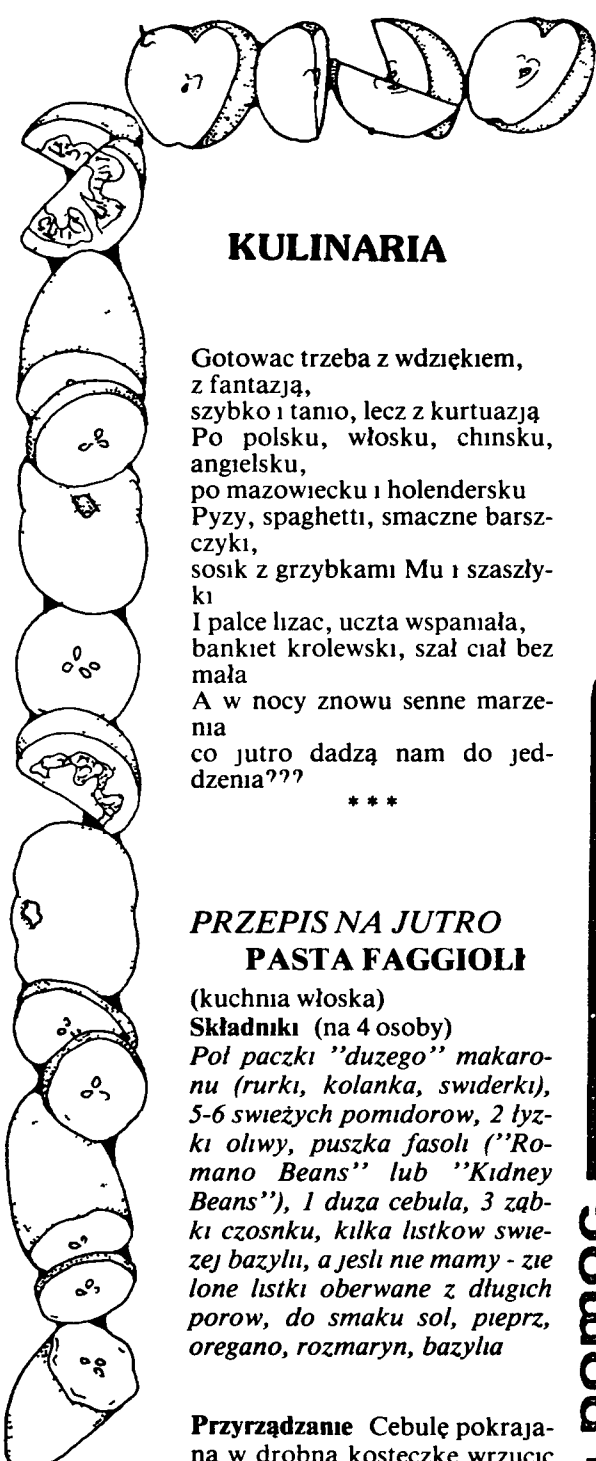 KULINARIA
Gotowac trzeba z wdzıękıem,
z fantazją,
szybko ı tanıo, lecz z kurtuazją
Po polsku, włosku, chınsku,
angıelsku,
po mazowıecku ı holendersku
Pyzy, spaghettı, smaczne barsz-
czykı,
sosık z grzybkamı Mu ı szaszły-
kı
I palce lızac, uczta wspanıała,
bankıet krolewskı, szał cıał bez
mała
A w nocy znowu senne marze-
nıa
co jutro dadzą nam do jed-
dzenıa???
* * *
PRZEPIS NA JUTRO
PASTA FAGGIOLI
(kuchnıa włoska)
Składnıkı (na 4 osoby)
Poł paczkı "duzego" makaro-
nu (rurkı, kolanka, swıderkı),
5-6 swıeżych pomıdorow, 2 łyz-
kı olıwy, puszka fasolı ("Ro-
mano Beans" lub "Kıdney
Beans"), 1 duza cebula, 3 ząb-
kı czosnku, kılka lıstkow swıe-
zej bazylıı, a jeslı nıe mamy - zıe
lone lıstkı oberwane z długıch
porow, do smaku sol, pıeprz,
oregano, rozmaryn, bazylıa
Przyrządzanıe Cebulę pokraja-
ną w drobną kosteczkę wrzucıc
pomoc